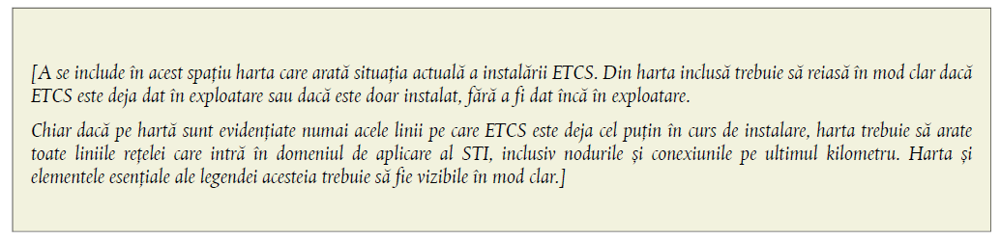 [A se include în acest spațiu harta care arată situația actuală a instalării ETCS. Din harta inclusă trebuie să reiasă în mod clar dacă
ETCS este deja dat în exploatare sau dacă este doar instalat, fără a fi dat încă în exploatare.
Chiar dacă pe hartă sunt evidențiate numai acele linii pe care ETCS este deja cel puțin în curs de instalare, harta trebuie să arate
toate liniile rețelei care intră în domeniul de aplicare al STI, inclusiv nodurile și conexiunile pe ultimul kilometru. Harta și
elementele esențiale ale legendei acesteia trebuie să fie vizibile în mod clar.]